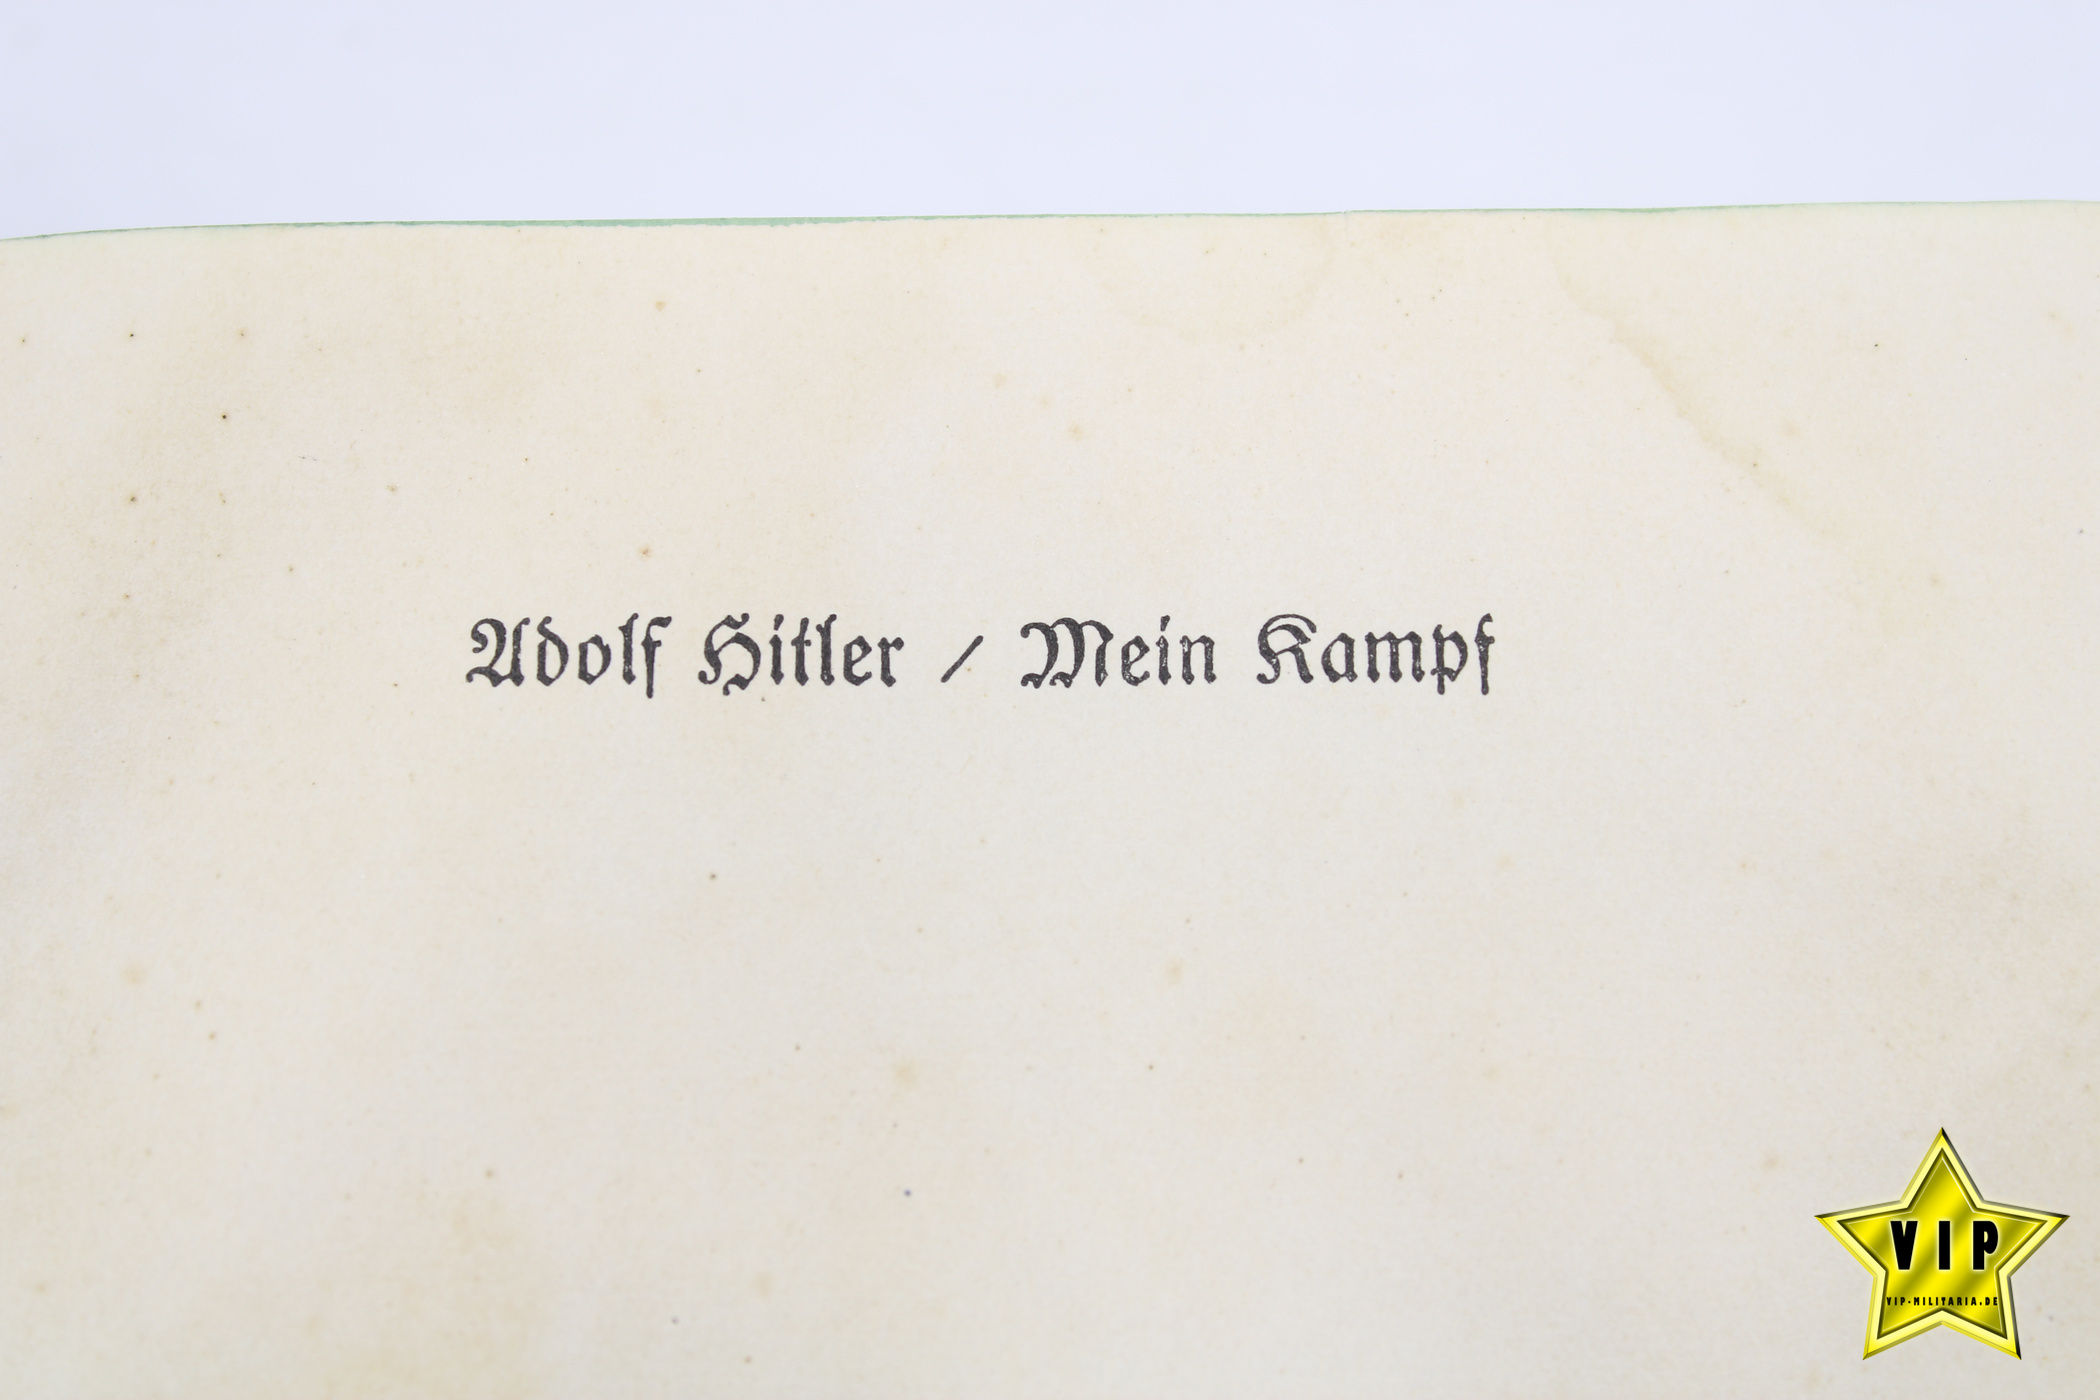 Adolf Hitler / Mein Kampf
VIP
VIP-MILITARIA.DE